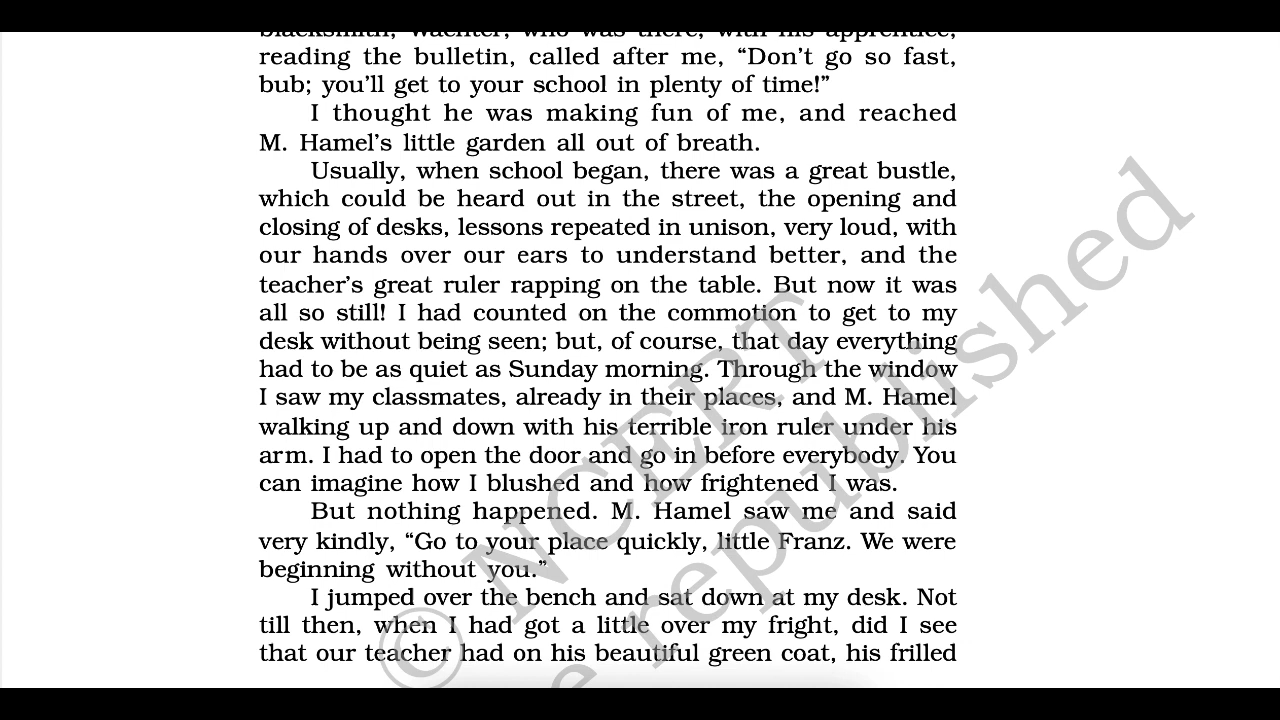 blacksmith, Wachter, who was there, with his apprentice,
reading the bulletin, called after me, “Don’t go so fast,
bub; you’ll get to your school in plenty of time!”
I thought he was making fun of me, and reached
M. Hamel’s little garden all out of breath.
Usually, when school began, there was a great bustle,
which could be heard out in the street, the opening and
closing of desks, lessons repeated in unison, very loud, with
our hands over our ears to understand better, and the
teacher’s great ruler rapping on the table. But now it was
all so still! I had counted on the commotion to get to my
desk without being seen; but, of course, that day everything
had to be as quiet as Sunday morning. Through the window
I saw my classmates, already in their places, and M. Hamel
walking up and down with his terrible iron ruler under his
arm. I had to open the door and go in before everybody. You
can imagine how I blushed and how frightened I was.
But nothing happened. M. Hamel saw me and said
very kindly, “Go to your place quickly, little Franz. We were
beginning without you.”
I jumped over the bench and sat down at my desk. Not
till then, when I had got a little over my fright, did I see
that our teacher had on his beautiful green coat, his frilled
© NCERT
republished